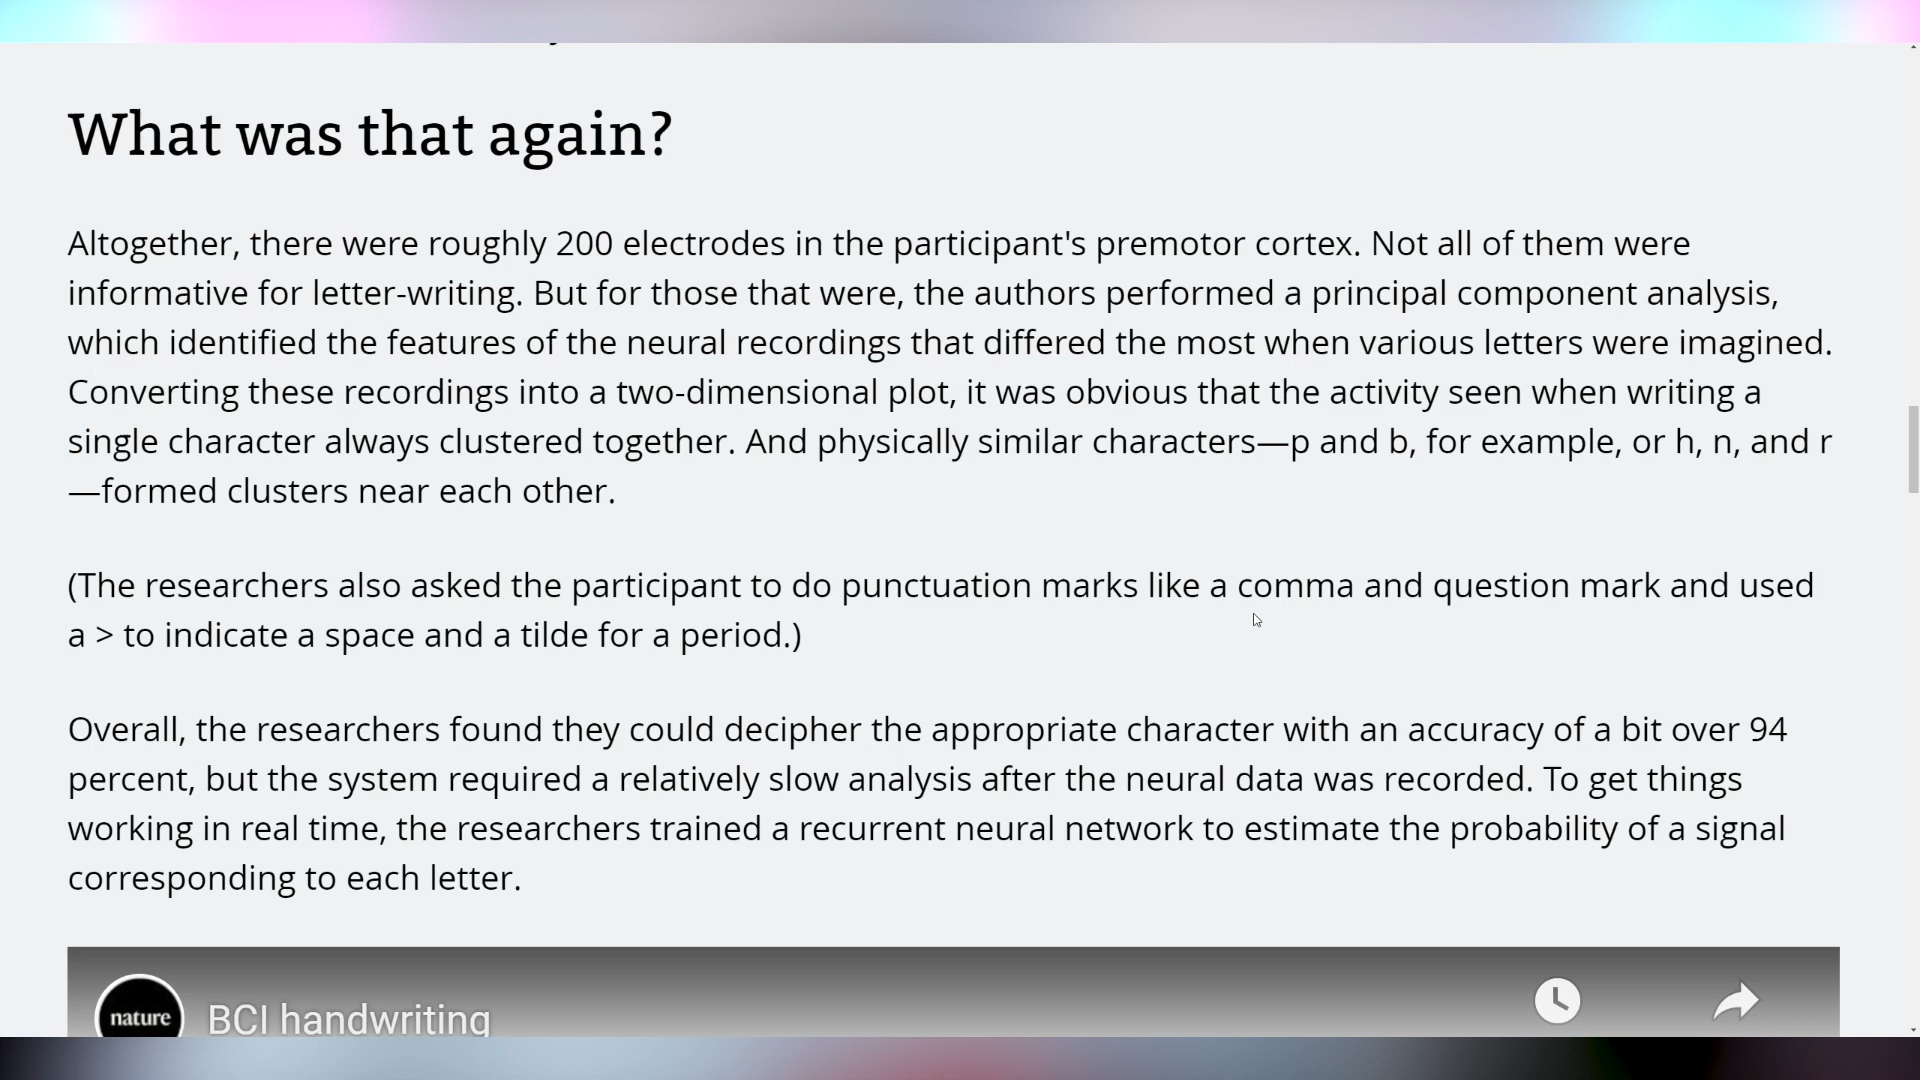 What was that again?
Altogether, there were roughly 200 electrodes in the participant's premotor cortex. Not all of them were
informative for letter-writing. But for those that were, the authors performed a principal component analysis,
which identified the features of the neural recordings that differed the most when various letters were imagined.
Converting these recordings into a two-dimensional plot, it was obvious that the activity seen when writing a
single character always clustered together. And physically similar characters—p and b, for example, or h, n, and r
—formed clusters near each other.
(The researchers also asked the participant to do punctuation marks like a comma and question mark and used
a > to indicate a space and a tilde for a period.)
Overall, the researchers found they could decipher the appropriate character with an accuracy of a bit over 94
percent, but the system required a relatively slow analysis after the neural data was recorded. To get things
working in real time, the researchers trained a recurrent neural network to estimate the probability of a signal
corresponding to each letter.
nature BCI handwriting